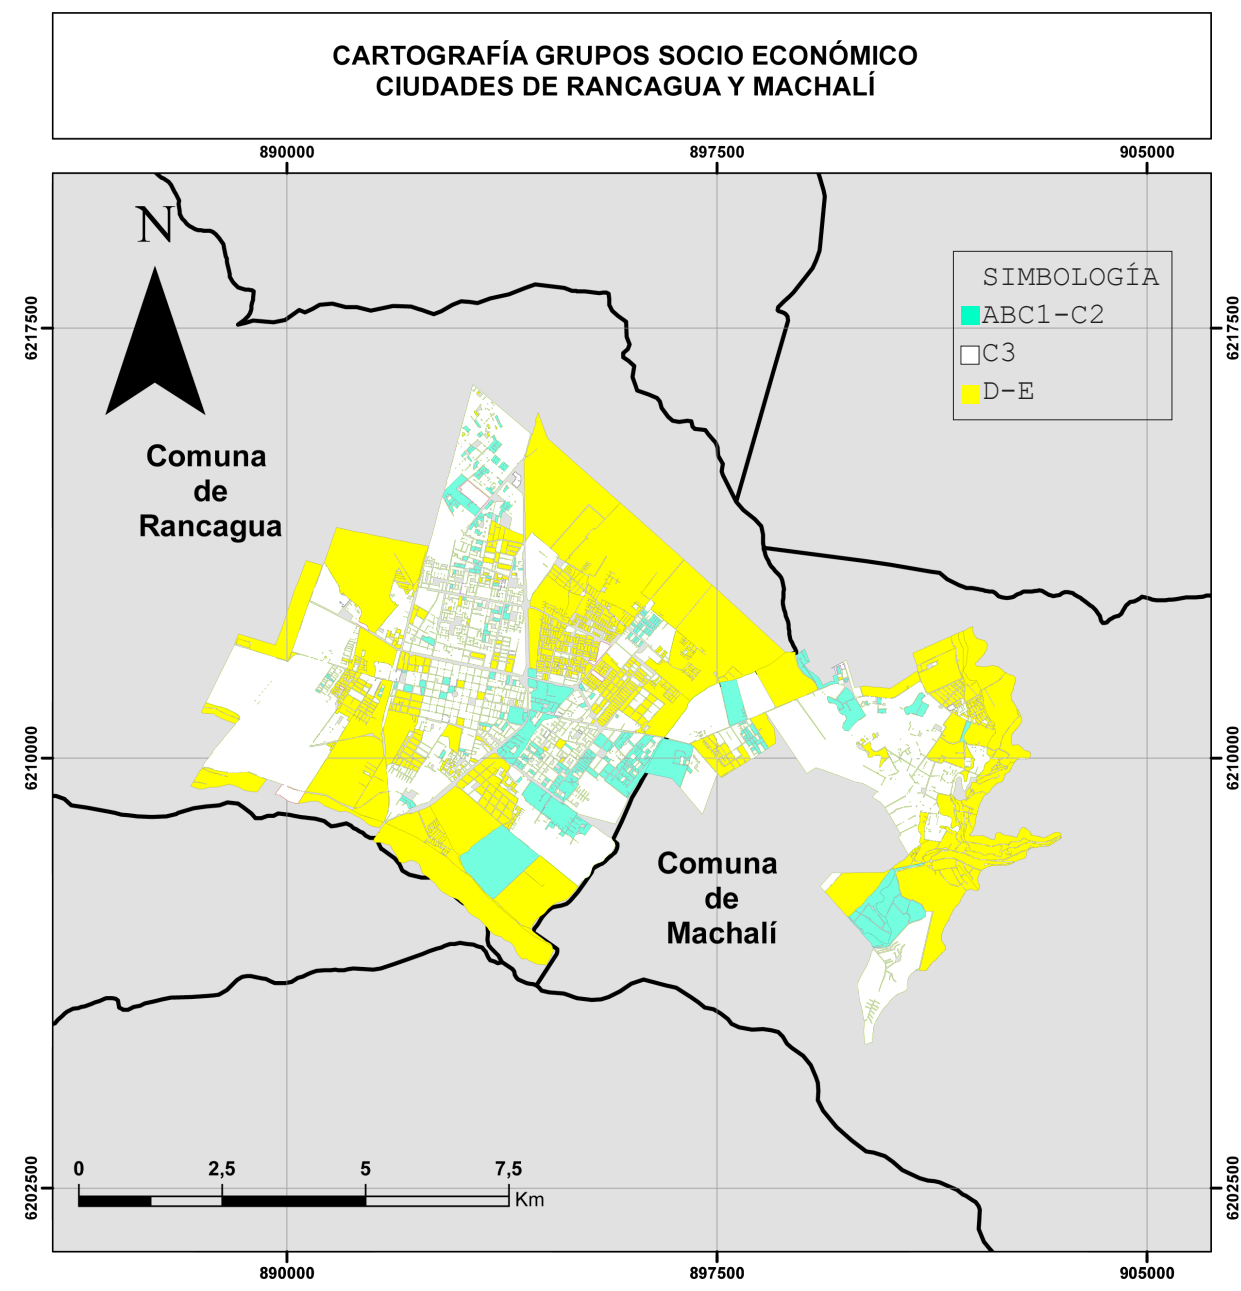 CARTOGRAFÍA GRUPOS SOCIO ECONÓMICO
CIUDADES DE RANCAGUA Y MACHALÍ
890000
897500
905000
N
SIMBOLOGÍA
ABC1-C2
C3
D-E
6217500
6217500
Comuna
de
Rancagua
6210000
6210000
Comuna
de
Machalí
0
2,5
5
7,5
Km
6202500
6202500
890000
897500
905000